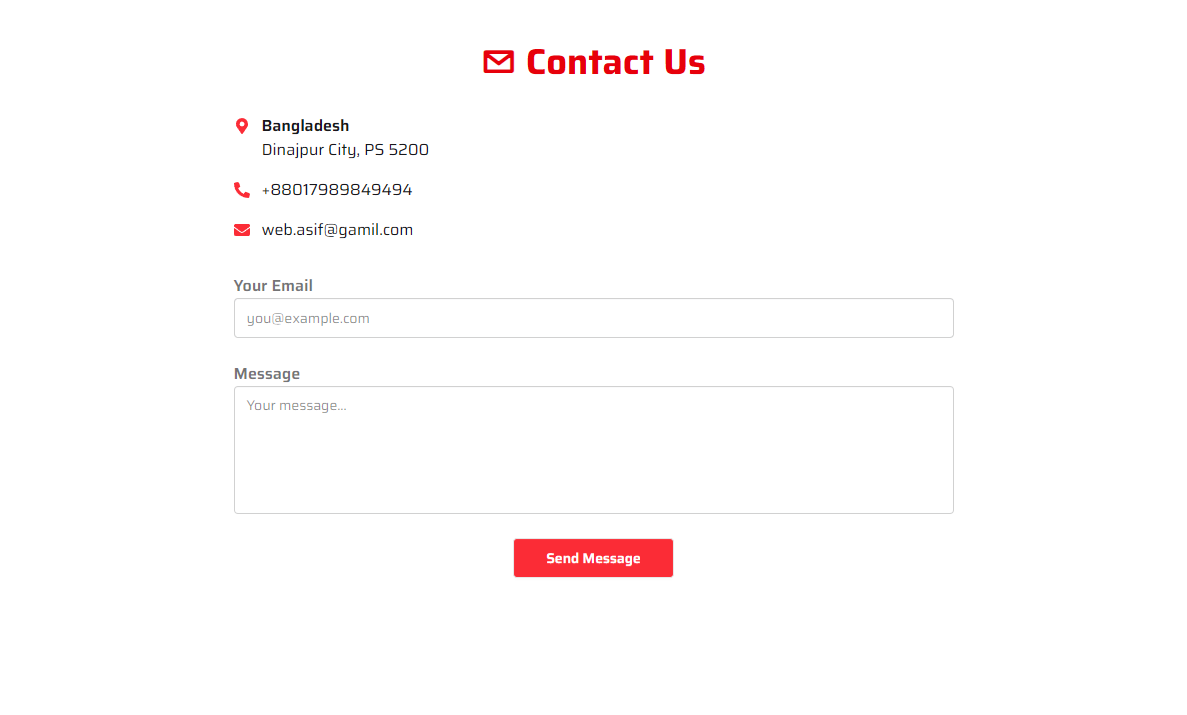 Contact Us
Bangladesh
Dinajpur City, PS 5200
+88017989849494
web.asif@gamil.com
Your Email
you@example.com
Message
Your message...
Send Message